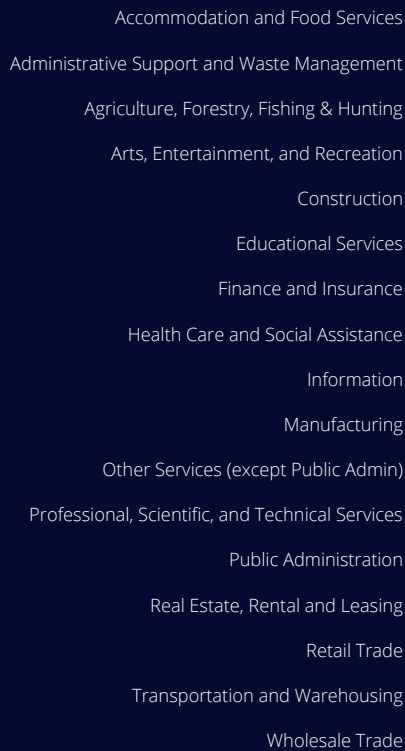 Accommodation and Food Services
Administrative Support and Waste Management
Agriculture, Forestry, Fishing & Hunting
Arts, Entertainment, and Recreation
Construction
Educational Services
Finance and Insurance
Health Care and Social Assistance
Information
Manufacturing
Other Services (except Public Admin)
Professional, Scientific, and Technical Services
Public Administration
Real Estate, Rental and Leasing
Retail Trade
Transportation and Warehousing
Wholesale Trade